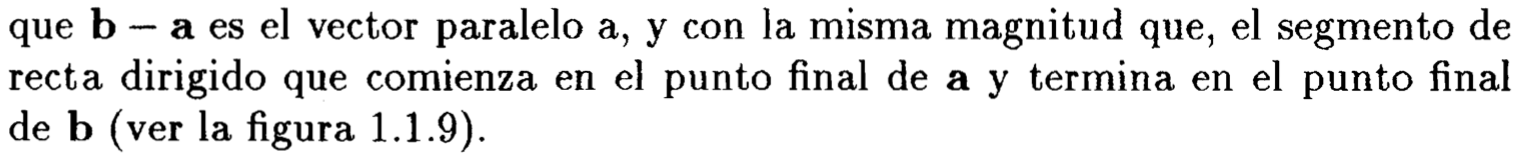 que b − a es el vector paralelo a, y con la misma magnitud que, el segmento de
recta dirigido que comienza en el punto final de a y termina en el punto final
de b (ver la figura 1.1.9).